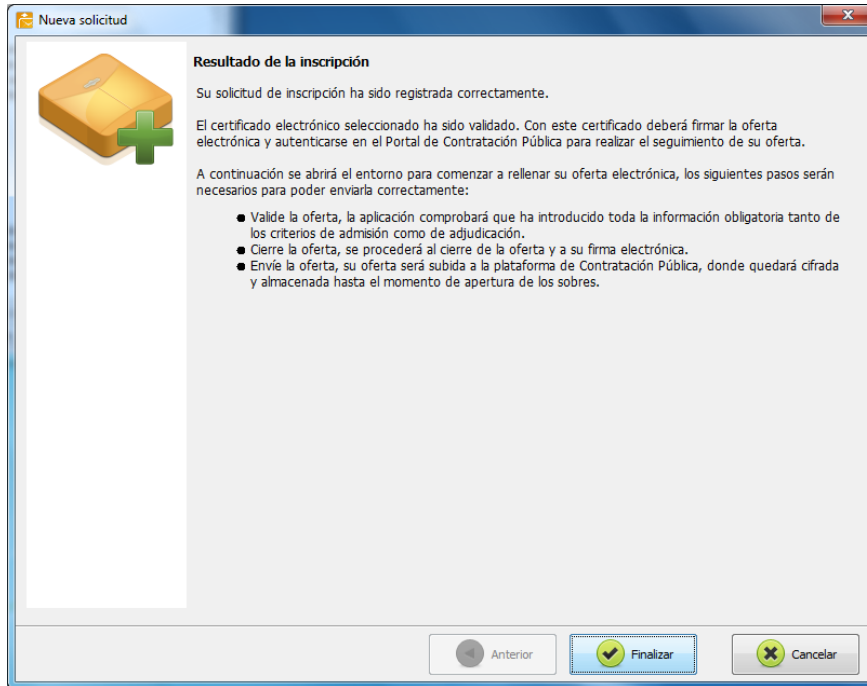 Nueva solicitud
Resultado de la inscripción
Su solicitud de inscripción ha sido registrada correctamente.
El certificado electrónico seleccionado ha sido validado. Con este certificado deberá firmar la oferta
electrónica y autenticarse en el Portal de Contratación Pública para realizar el seguimiento de su oferta.
A continuación se abrirá el entorno para comenzar a rellenar su oferta electrónica, los siguientes pasos serán
necesarios para poder enviarla correctamente:
● Valide la oferta, la aplicación comprobará que ha introducido toda la información obligatoria tanto de
los criterios de admisión como de adjudicación.
● Cierre la oferta, se procederá al cierre de la oferta y a su firma electrónica.
● Envíe la oferta, su oferta será subida a la plataforma de Contratación Pública, donde quedará cifrada
y almacenada hasta el momento de apertura de los sobres.
Anterior
Finalizar
Cancelar